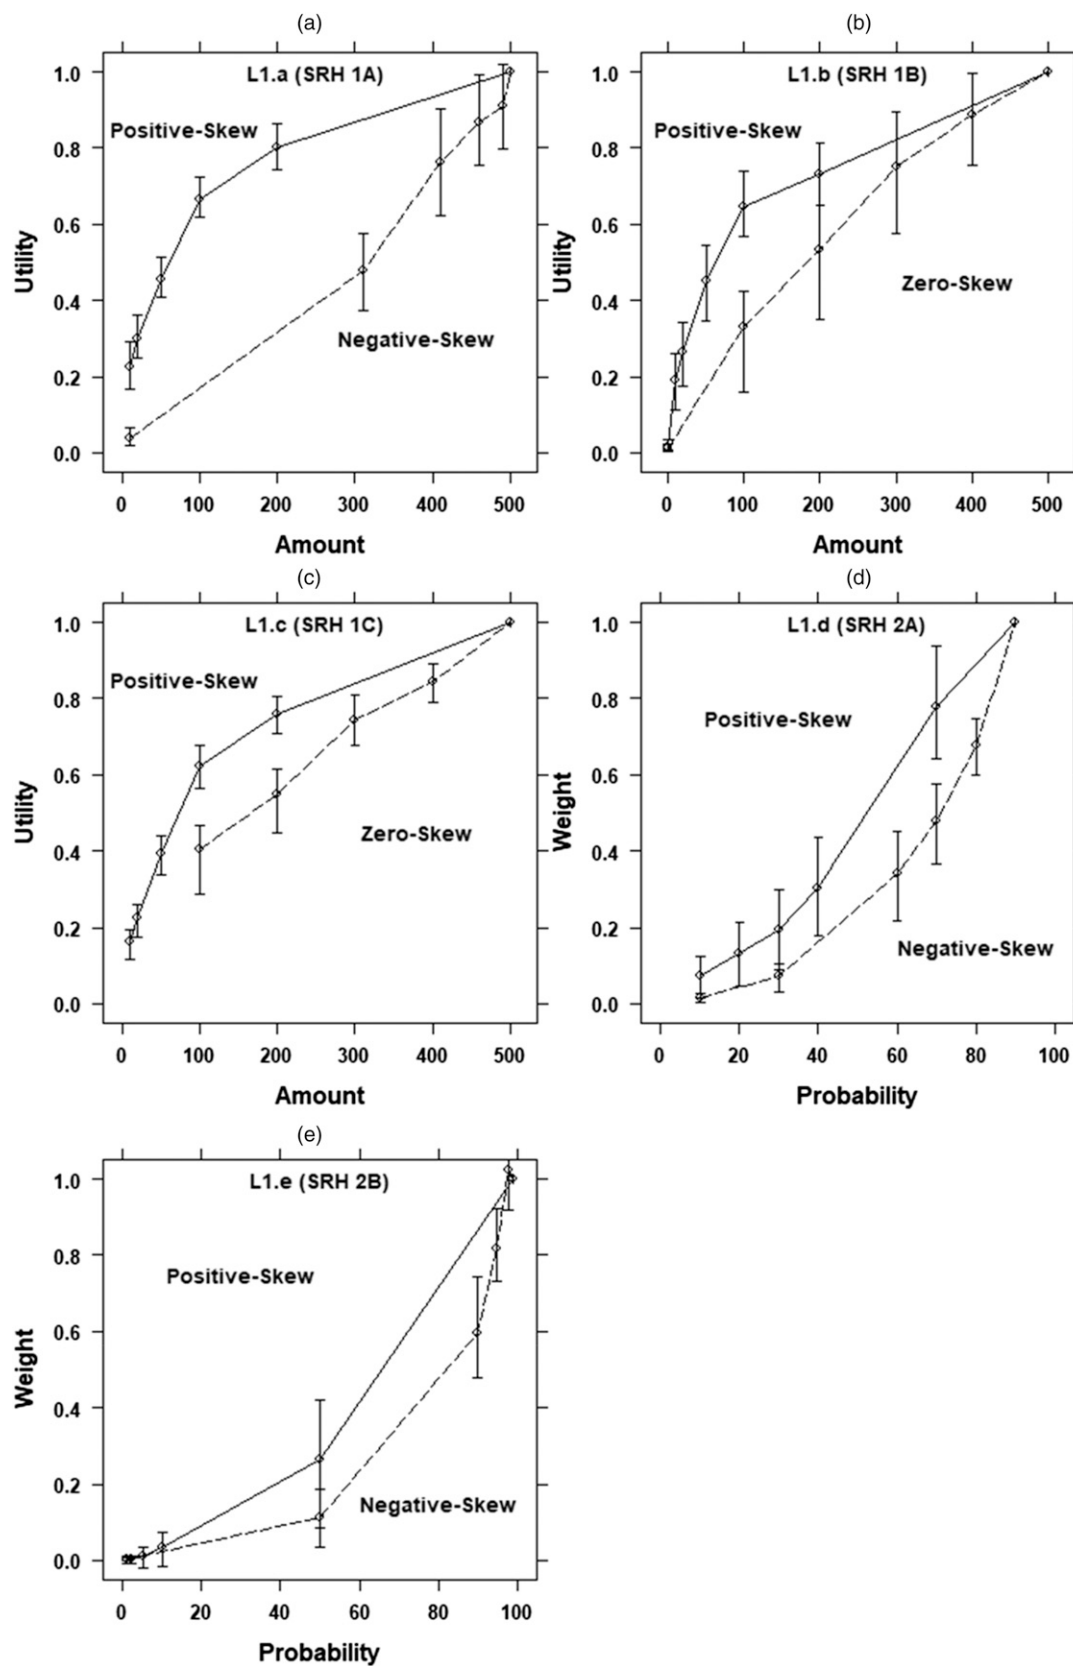 (a)
L1.a (SRH 1A)
Positive-Skew
Negative-Skew
Utility
1.0
0.8
0.6
0.4
0.2
0.0
0 100 200 300 400 500
Amount
(b)
L1.b (SRH 1B)
Positive-Skew
Zero-Skew
Utility
1.0
0.8
0.6
0.4
0.2
0.0
0 100 200 300 400 500
Amount
(c)
L1.c (SRH 1C)
Positive-Skew
Zero-Skew
Utility
1.0
0.8
0.6
0.4
0.2
0.0
0 100 200 300 400 500
Amount
(d)
L1.d (SRH 2A)
Positive-Skew
Negative-Skew
Weight
1.0
0.8
0.6
0.4
0.2
0.0
0 20 40 60 80 100
Probability
(e)
L1.e (SRH 2B)
Positive-Skew
Negative-Skew
Weight
1.0
0.8
0.6
0.4
0.2
0.0
0 20 40 60 80 100
Probability